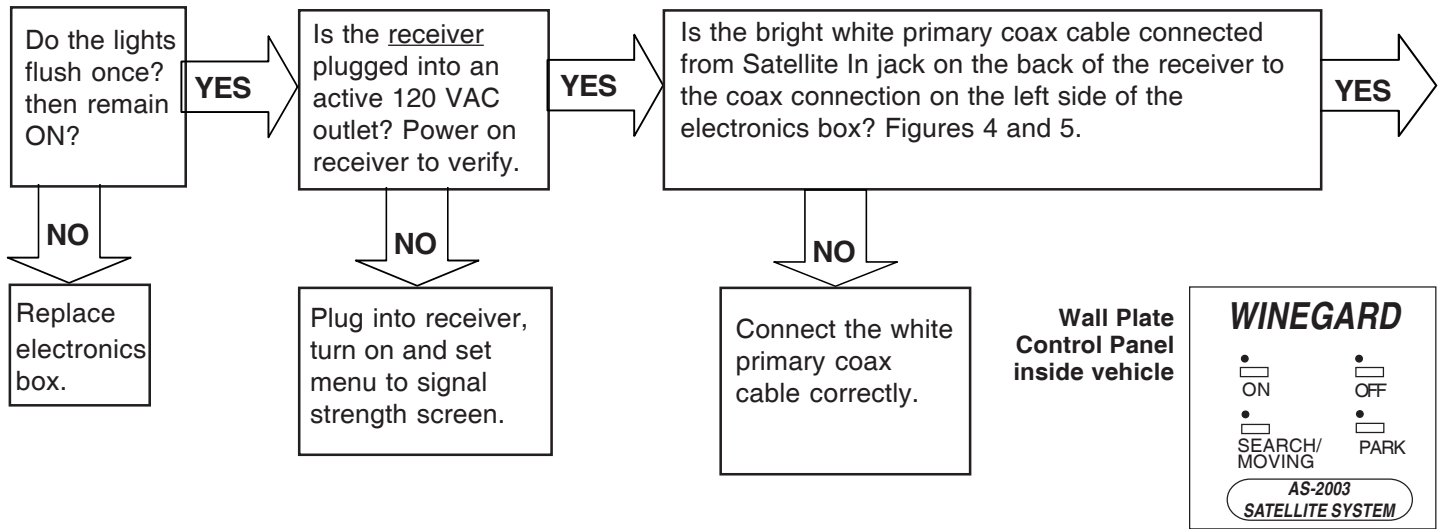 Do the lights
flush once?
then remain
ON?
YES
Is the receiver
plugged into an
active 120 VAC
outlet? Power on
receiver to verify.
YES
Is the bright white primary coax cable connected
from Satellite In jack on the back of the receiver to
the coax connection on the left side of the
electronics box? Figures 4 and 5.
YES
NO
NO
NO
Replace
electronics
box.
Plug into receiver,
turn on and set
menu to signal
strength screen.
Connect the white
primary coax
cable correctly.
Wall Plate
Control Panel
inside vehicle
WINEGARD
ON
OFF
SEARCH/
MOVING
PARK
AS-2003
SATELLITE SYSTEM